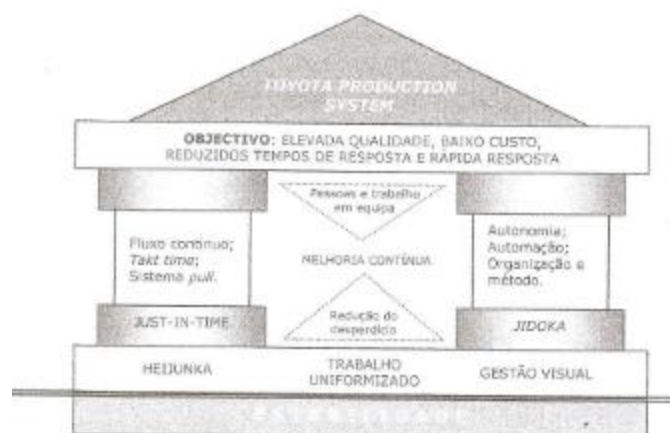 TOYOTA PRODUCTION
SYSTEM
OBJECTIVO: ELEVADA QUALIDADE, BAIXO CUSTO,
REDUZIDOS TEMPOS DE RESPOSTA E RÁPIDA RESPOSTA
Pessoas e trabalho
em equipa
Fluxo contínuo;
Takt time;
Sistema pull.
MELHORIA CONTÍNUA
Autonomia;
Automação;
Organização e
método.
Redução do
desperdício
JUST-IN-TIME
JIDOKA
HEIJUNKA
TRABALHO
UNIFORMIZADO
GESTÃO VISUAL
ESTABILIDADE